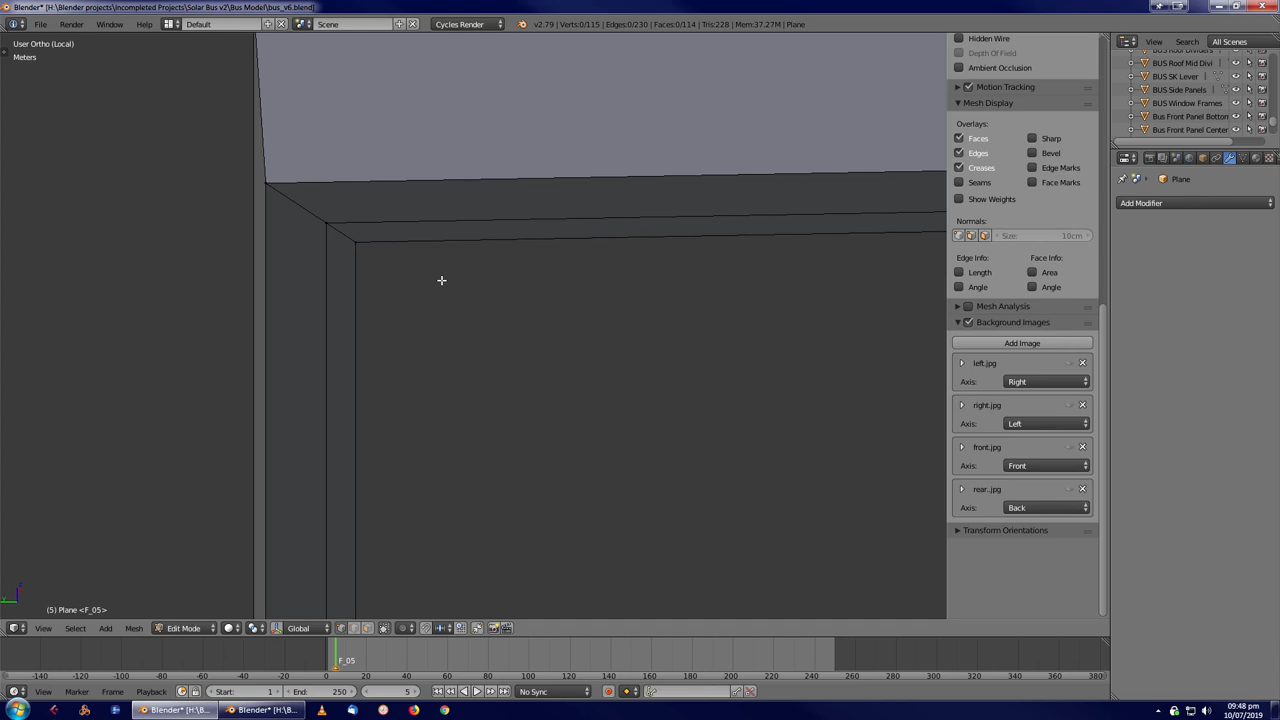 Blender* [H:\Blender projects\Incompleted Projects\Solar Bus v2\Bus Model\bus_v6.blend]
File Render Window Help Default Scene Cycles Render v2.79 | Verts:0/115 | Edges:0/230 | Faces:0/114 | Tris:228 | Mem:37.27M | Plane
View Search All Scenes
User Ortho (Local)
Meters
Hidden Wire
Depth Of Field
Ambient Occlusion
Motion Tracking
Mesh Display
Overlays:
Faces Sharp
Edges Bevel
Creases Edge Marks
Seams Face Marks
Show Weights
Normals:
Size: 10cm
Edge Info: Face Info:
Length Area
Angle Angle
Mesh Analysis
Background Images
Add Image
left.jpg
Axis: Right
right.jpg
Axis: Left
front.jpg
Axis: Front
rear..jpg
Axis: Back
Transform Orientations
BUS Roof Dividers
BUS Roof Mid Divi
BUS SK Lever
BUS Side Panels
BUS Window Frames
Bus Front Panel Botton
Bus Front Panel Center
Plane
Add Modifier
(5) Plane <F_05>
View Select Add Mesh Edit Mode Global
F_05
-140 -120 -100 -80 -60 -40 -20 0 20 40 60 80 100 120 140 160 180 200 220 240 260 280 300 320 340 360 380
View Marker Frame Playback Start: 1 End: 250 5 No Sync
Blender* [H:\B... Blender* [H:\B...
09:48 pm
10/07/2019